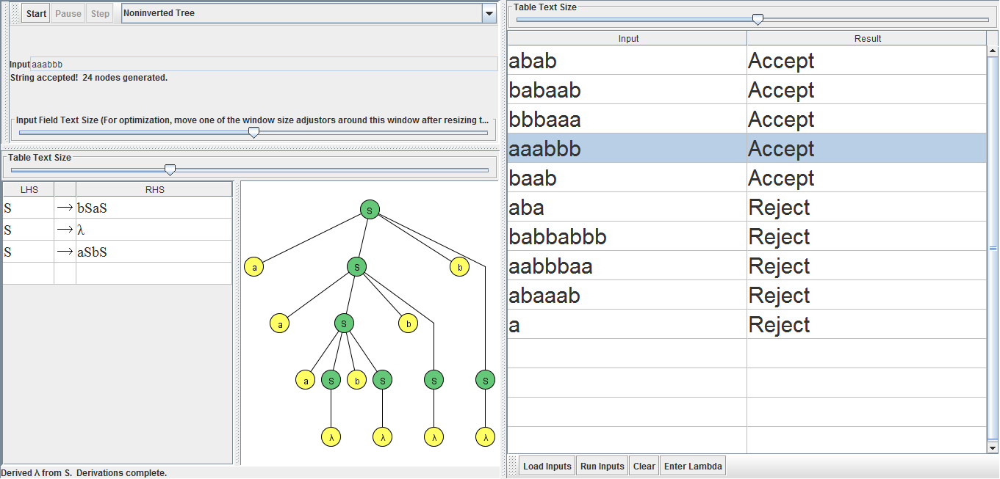 Start Pause Step Noninverted Tree
Input aaabbb
String accepted! 24 nodes generated.
Input Field Text Size (For optimization, move one of the window size adjustors around this window after resizing t...
Table Text Size
LHS RHS
S → bSaS
S → λ
S → aSbS
S
a S b
a S b
a S b S S S
λ λ λ λ
Derived λ from S. Derivations complete.
Table Text Size
Input Result
abab Accept
babaab Accept
bbbaaa Accept
aaabbb Accept
baab Accept
aba Reject
babbabbb Reject
aabbbaa Reject
abaaab Reject
a Reject
Load Inputs Run Inputs Clear Enter Lambda